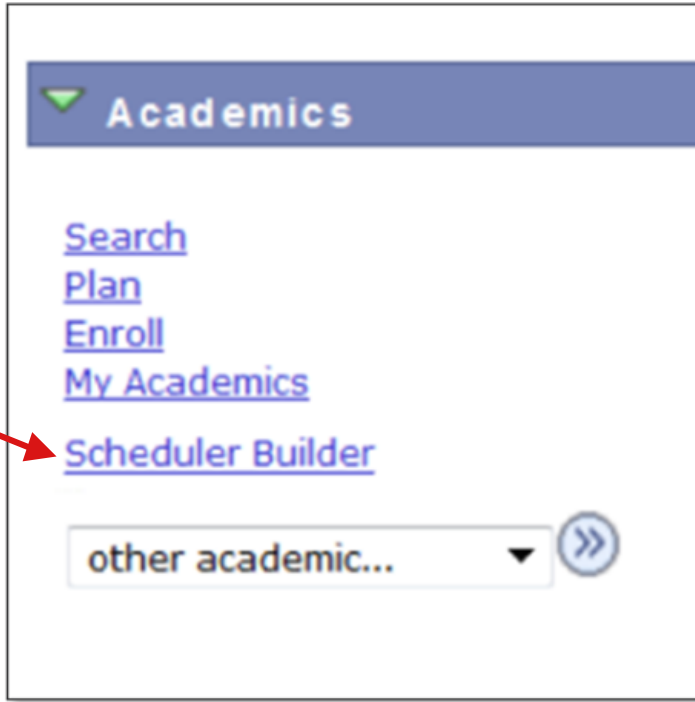 Academics
Search
Plan
Enroll
My Academics
Scheduler Builder
other academic...